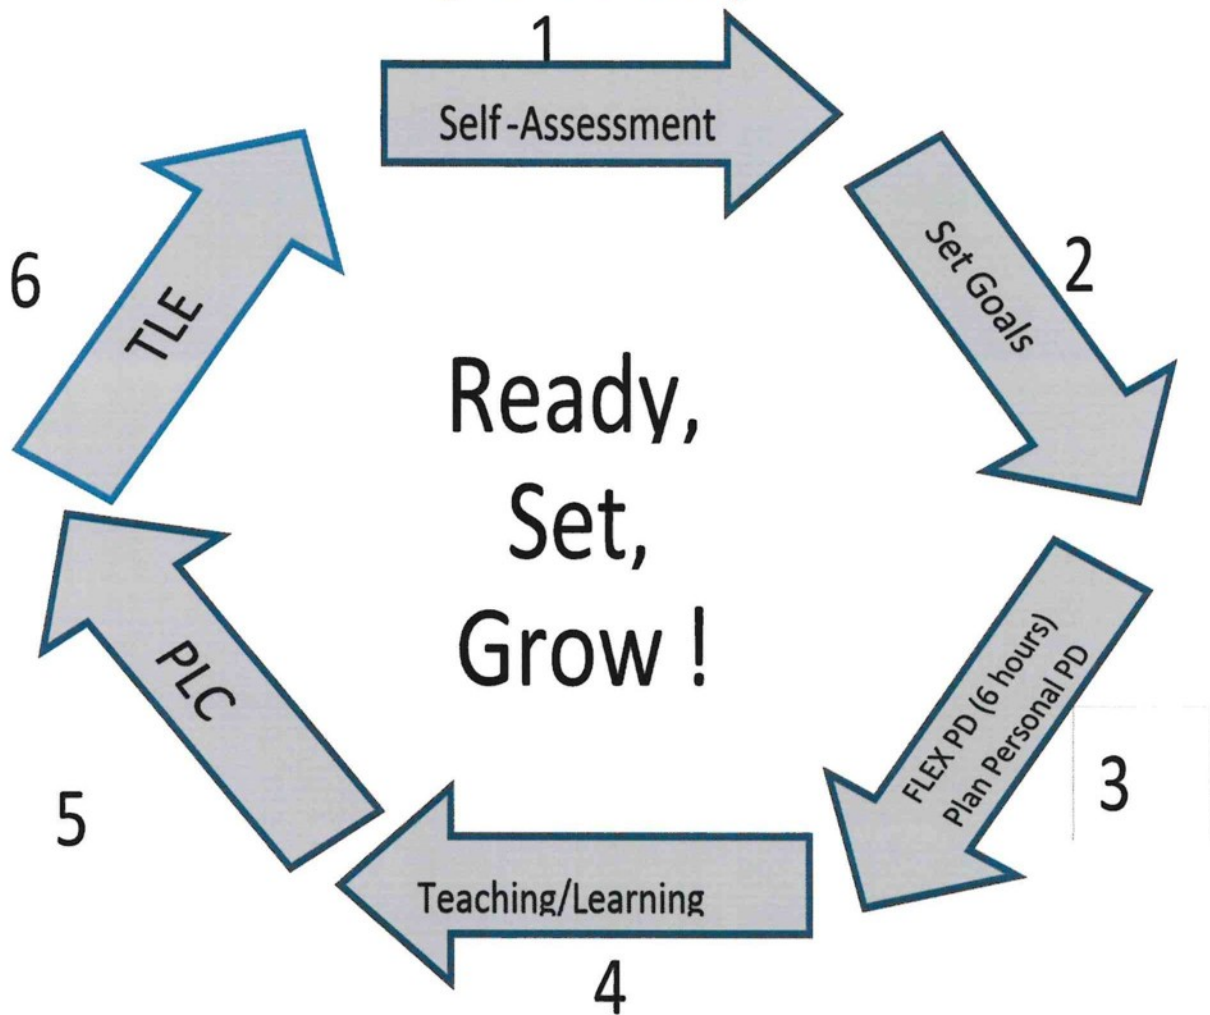 1
Self-Assessment
2
Set Goals
3
FLEX PD (6 hours)
Plan Personal PD
4
Teaching/Learning
5
PLC
6
TLE
Ready,
Set,
Grow !